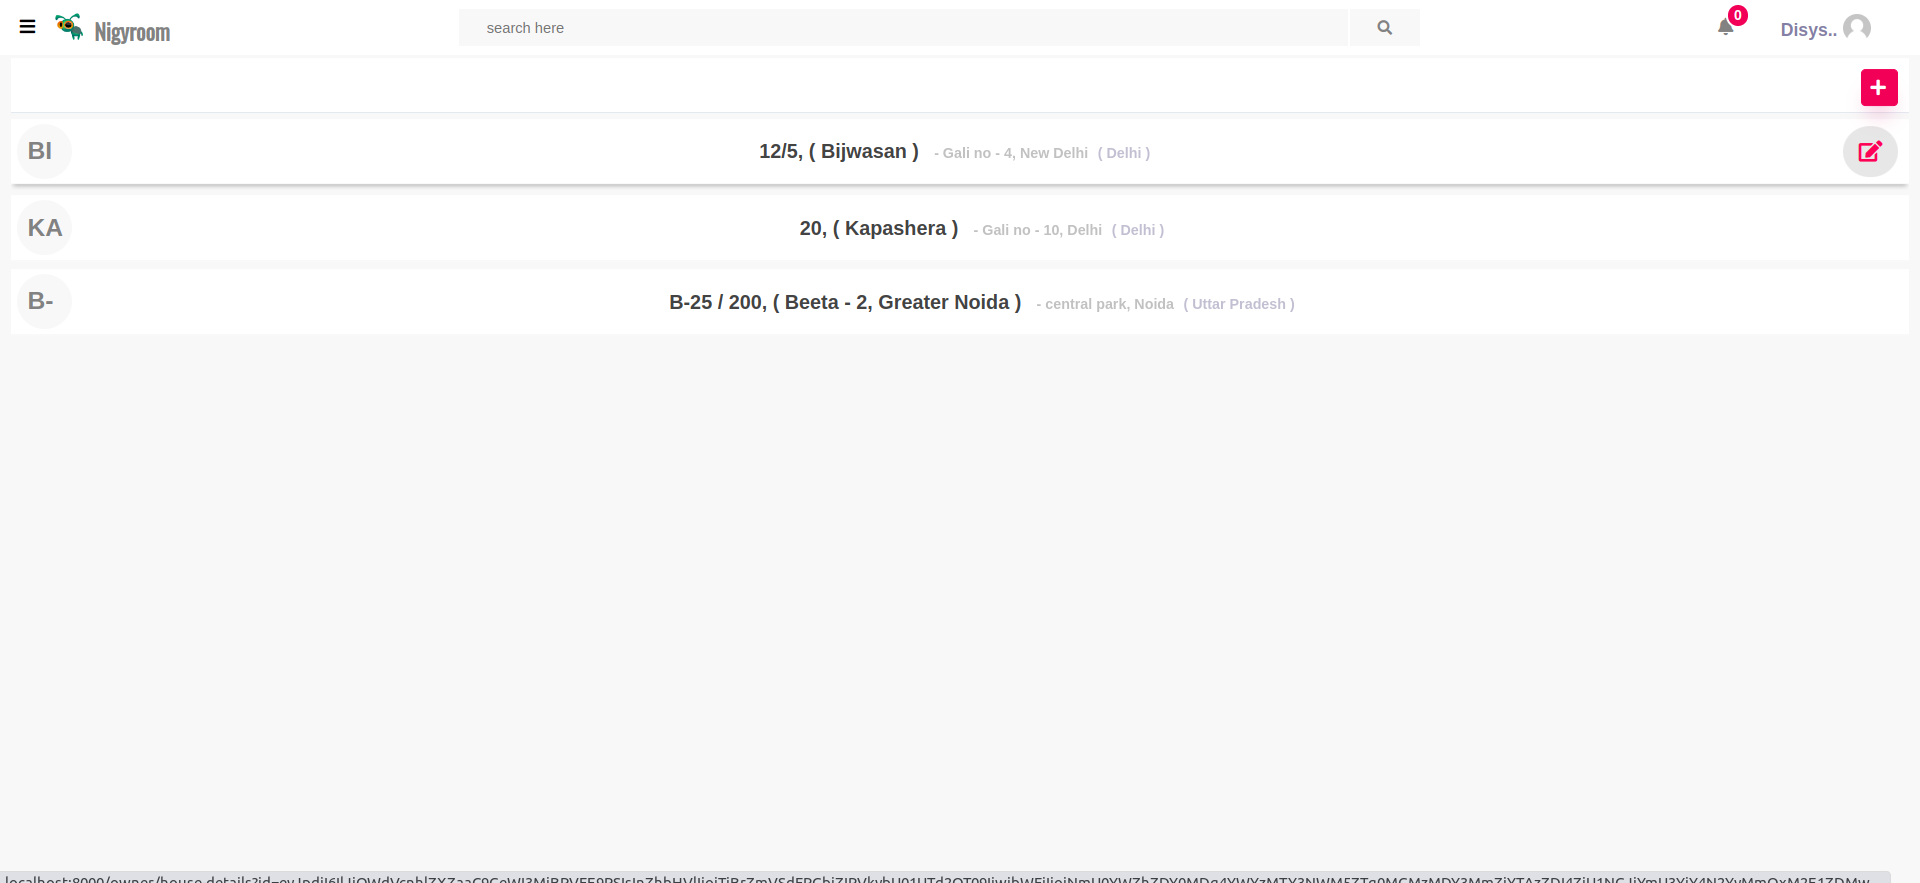 Nigyroom
search here
0
Disys..
BI
12/5, ( Bijwasan ) - Gali no - 4, New Delhi ( Delhi )
KA
20, ( Kapashera ) - Gali no - 10, Delhi ( Delhi )
B-
B-25 / 200, ( Beeta - 2, Greater Noida ) - central park, Noida ( Uttar Pradesh )